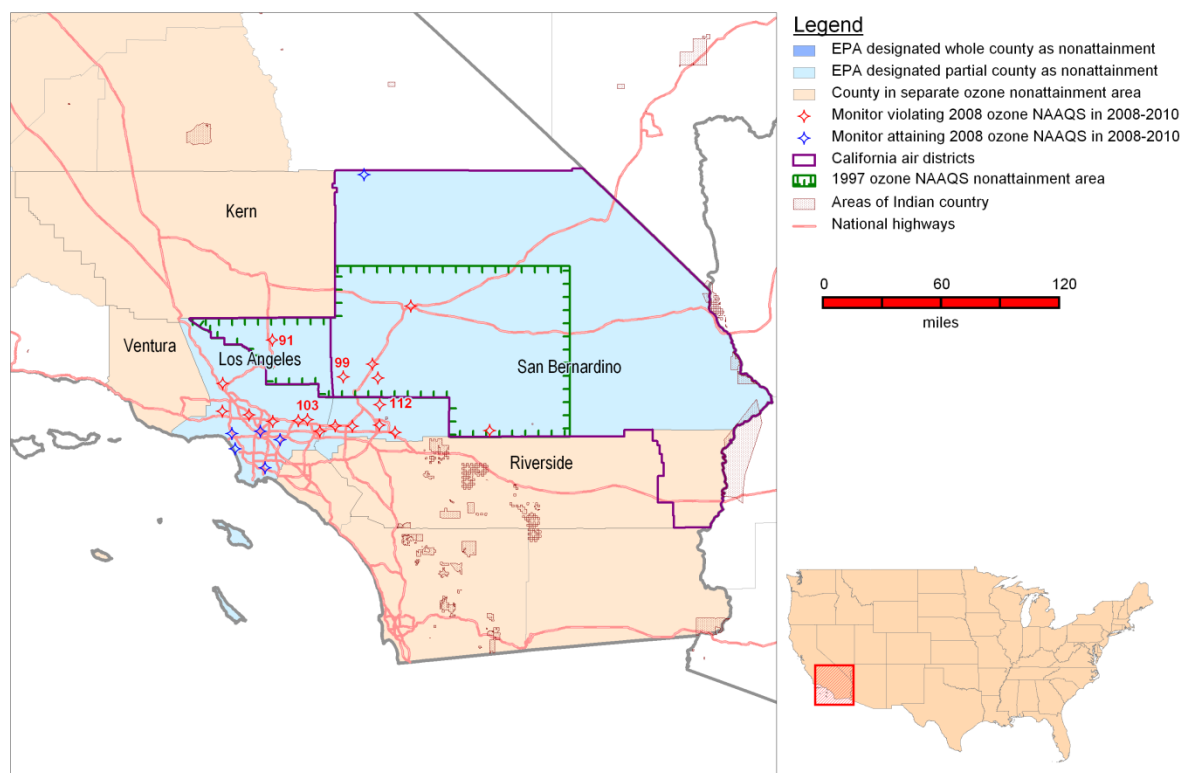 Legend
EPA designated whole county as nonattainment
EPA designated partial county as nonattainment
County in separate ozone nonattainment area
Monitor violating 2008 ozone NAAQS in 2008-2010
Monitor attaining 2008 ozone NAAQS in 2008-2010
California air districts
1997 ozone NAAQS nonattainment area
Areas of Indian country
National highways
0 60 120
miles
Kern
Ventura
91
Los Angeles
99
San Bernardino
103
112
Riverside